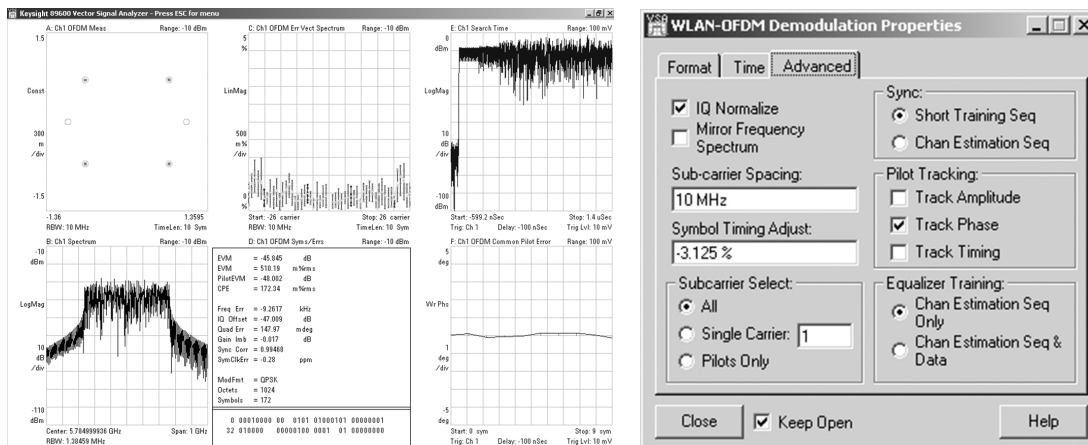 Keysight 89600 Vector Signal Analyzer - Press ESC for menu
A: Ch1 OFDM Meas Range: -10 dBm
1.5
Const
300
m
/div
-1.5
-1.36 1.3595
RBW: 10 MHz TimeLen: 10 Sym
C: Ch1 OFDM Err Vect Spectrum Range: -10 dBm
5
%
LinMag
500
m%
/div
0
%
Start: -26 carrier Stop: 26 carrier
RBW: 10 MHz TimeLen: 10 Sym
E: Ch1 Search Time Range: 100 mV
0
dBm
LogMag
10
dB
/div
-100
dBm
Start: -599.2 nSec Stop: 1.4 uSec
Trig: Ch 1 Delay: -100 nSec Trig Lvl: 10 mV
B: Ch1 Spectrum Range: -10 dBm
-10
dBm
LogMag
10
dB
/div
-110
dBm
Center: 5.784999936 GHz Span: 1 GHz
RBW: 1.38459 MHz
D: Ch1 OFDM Syms/Errs Range: -10 dBm
EVM = -45.845 dB
EVM = 510.19 m%rms
PilotEVM = -48.002 dB
CPE = 172.34 m%rms
Freq Err = -9.2617 kHz
IQ Offset = -47.009 dB
Quad Err = 147.97 mdeg
Gain Imb = -0.017 dB
Sync Corr = 0.99468
SymClkErr = -0.28 ppm
ModFmt = QPSK
Octets = 1024
Symbols = 172
0 00010000 00 0101 01000101 00000001
32 010000 00000100 0001 01 00000000
F: Ch1 OFDM Common Pilot Error Range: 100 mV
5
deg
Wr Phs
1
deg
/div
-5
deg
Start: 0 sym Stop: 9 sym
Trig: Ch 1 Delay: -100 nSec Trig Lvl: 10 mV
VSA
WLAN-OFDM Demodulation Properties
Format Time Advanced
IQ Normalize
Mirror Frequency
Spectrum
Sub-carrier Spacing:
10 MHz
Symbol Timing Adjust:
-3.125 %
Subcarrier Select:
All
Single Carrier: 1
Pilots Only
Sync:
Short Training Seq
Chan Estimation Seq
Pilot Tracking:
Track Amplitude
Track Phase
Track Timing
Equalizer Training:
Chan Estimation Seq
Only
Chan Estimation Seq &
Data
Close Keep Open Help